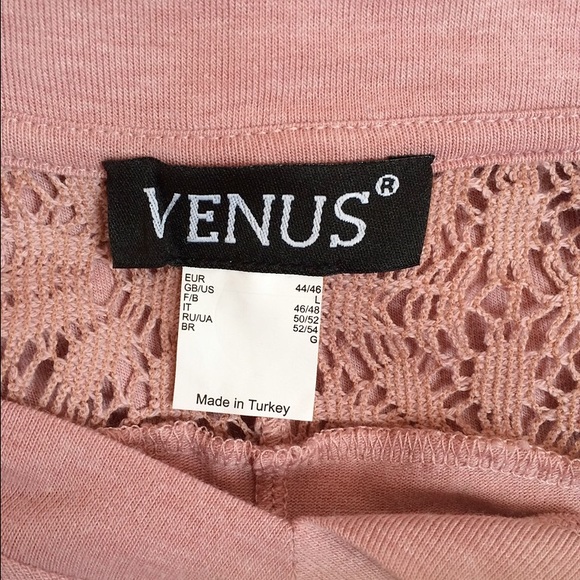 VENUS®
EUR 44/46
GB/US L
F/B 46/48
IT 50/52
RU/UA 52/54
BR G
Made in Turkey